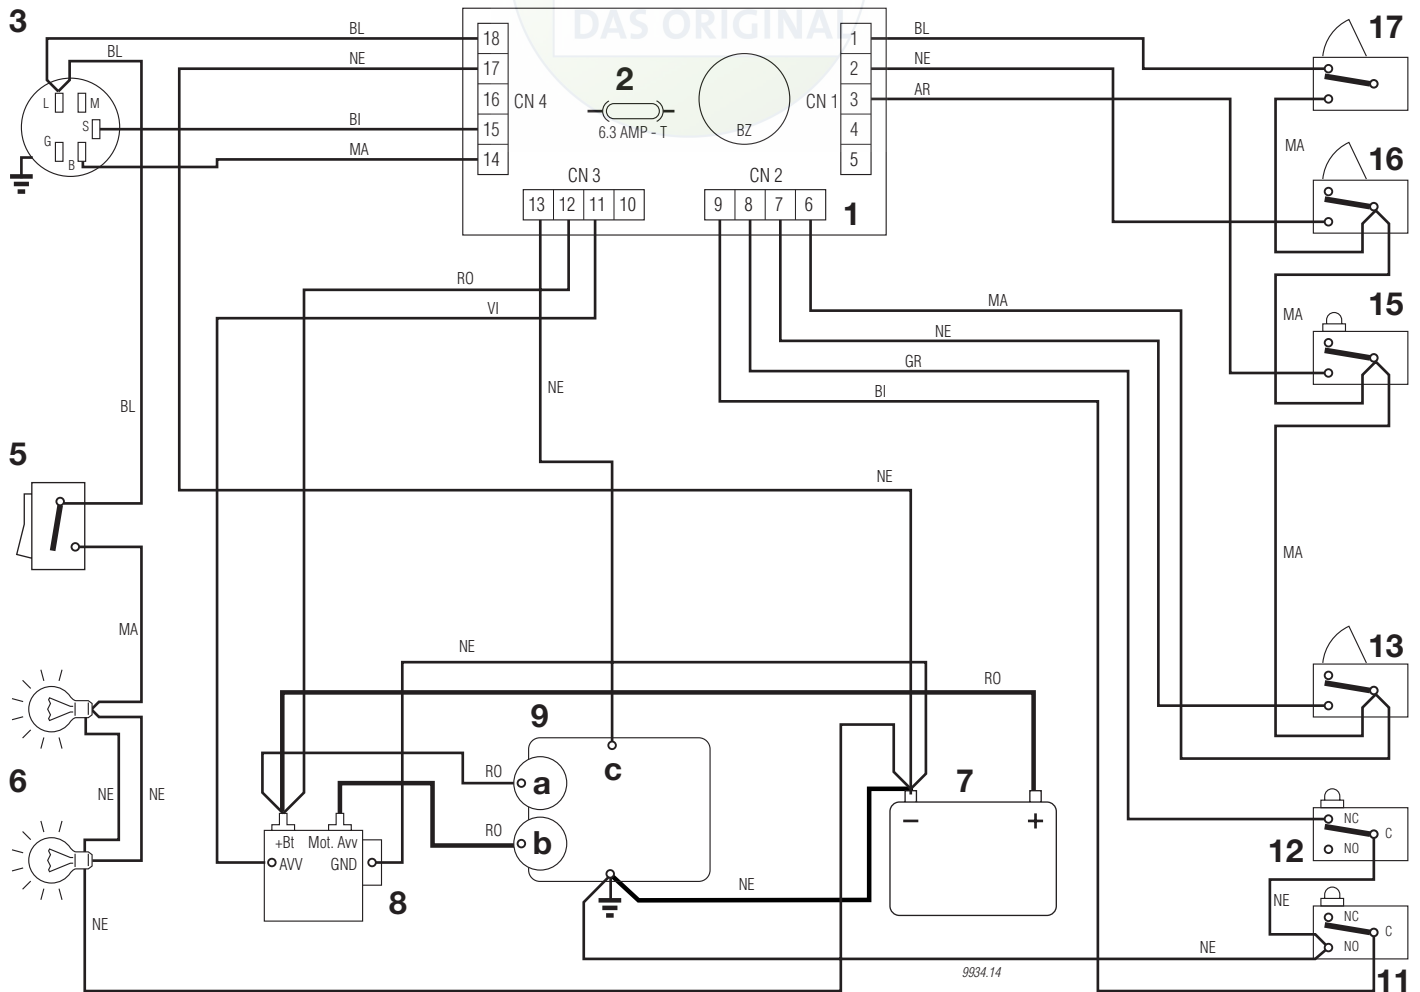 3
BL
DAS ORIGINAL
BL
17
BL
18
1
NE
17
2
NE
2
L
M
16
CN 4
CN 1
3
AR
S
BI
15
6.3 AMP - T
BZ
4
MA
G
B
MA
14
5
16
CN 3
CN 2
13
12
11
10
9
8
7
6
1
RO
MA
15
VI
MA
NE
GR
BI
NE
BL
5
NE
MA
MA
NE
13
RO
9
c
6
RO
a
7
NE
NE
RO
b
-
+
NC
C
NO
12
+Bt
Mot. Avv
AVV
GND
8
NE
NE
NC
C
NO
NE
NE
9934.14
11